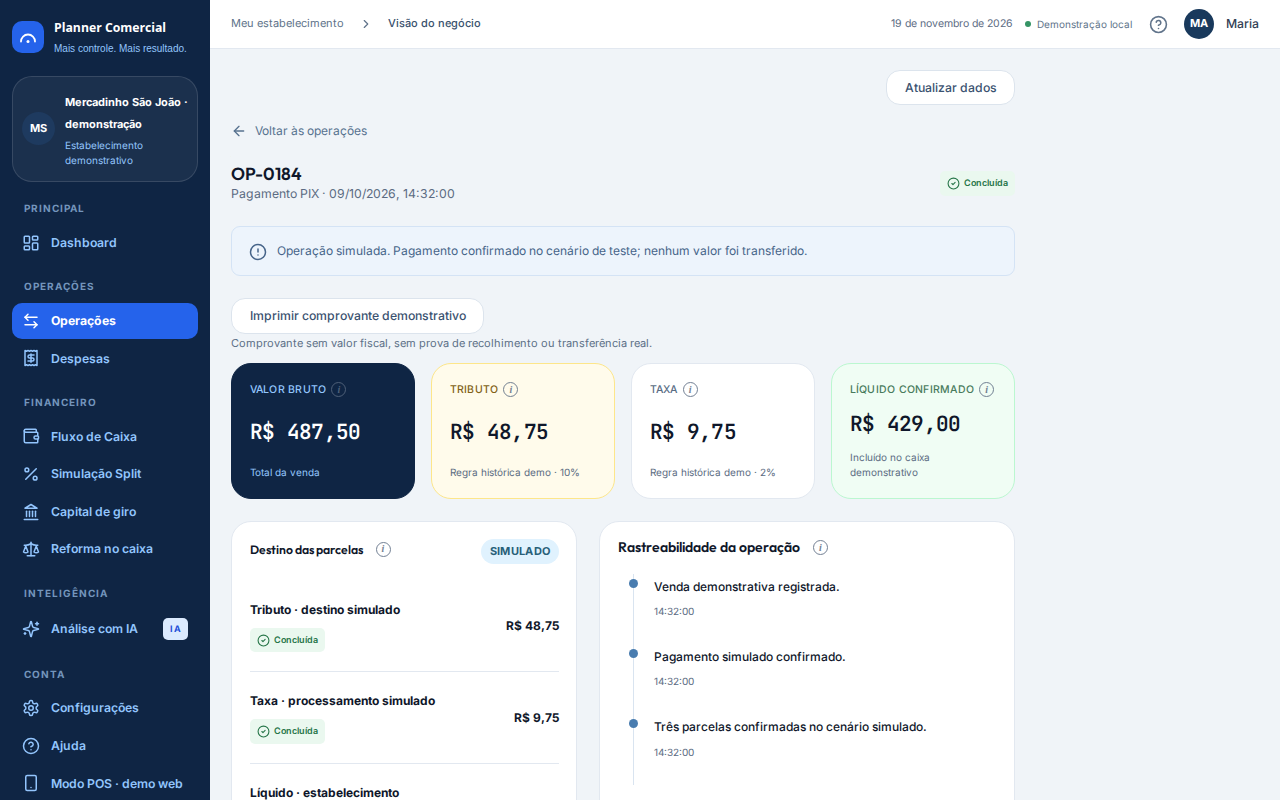 Planner Comercial
Mais controle. Mais resultado.
MS
Mercadinho São João ·
demonstração
Estabelecimento
demonstrativo
PRINCIPAL
Dashboard
OPERAÇÕES
Operações
Despesas
FINANCEIRO
Fluxo de Caixa
Simulação Split
Capital de giro
Reforma no caixa
INTELIGÊNCIA
Análise com IA
IA
CONTA
Configurações
Ajuda
Modo POS · demo web
Meu estabelecimento
Visão do negócio
19 de novembro de 2026
Demonstração local
MA
Maria
Atualizar dados
Voltar às operações
OP-0184
Pagamento PIX · 09/10/2026, 14:32:00
Concluída
Operação simulada. Pagamento confirmado no cenário de teste; nenhum valor foi transferido.
Imprimir comprovante demonstrativo
Comprovante sem valor fiscal, sem prova de recolhimento ou transferência real.
VALOR BRUTO i
R$ 487,50
Total da venda
TRIBUTO i
R$ 48,75
Regra histórica demo · 10%
TAXA i
R$ 9,75
Regra histórica demo · 2%
LÍQUIDO CONFIRMADO i
R$ 429,00
Incluído no caixa
demonstrativo
Destino das parcelas i
SIMULADO
Tributo · destino simulado
Concluída
R$ 48,75
Taxa · processamento simulado
Concluída
R$ 9,75
Líquido · estabelecimento
Rastreabilidade da operação i
Venda demonstrativa registrada.
14:32:00
Pagamento simulado confirmado.
14:32:00
Três parcelas confirmadas no cenário simulado.
14:32:00